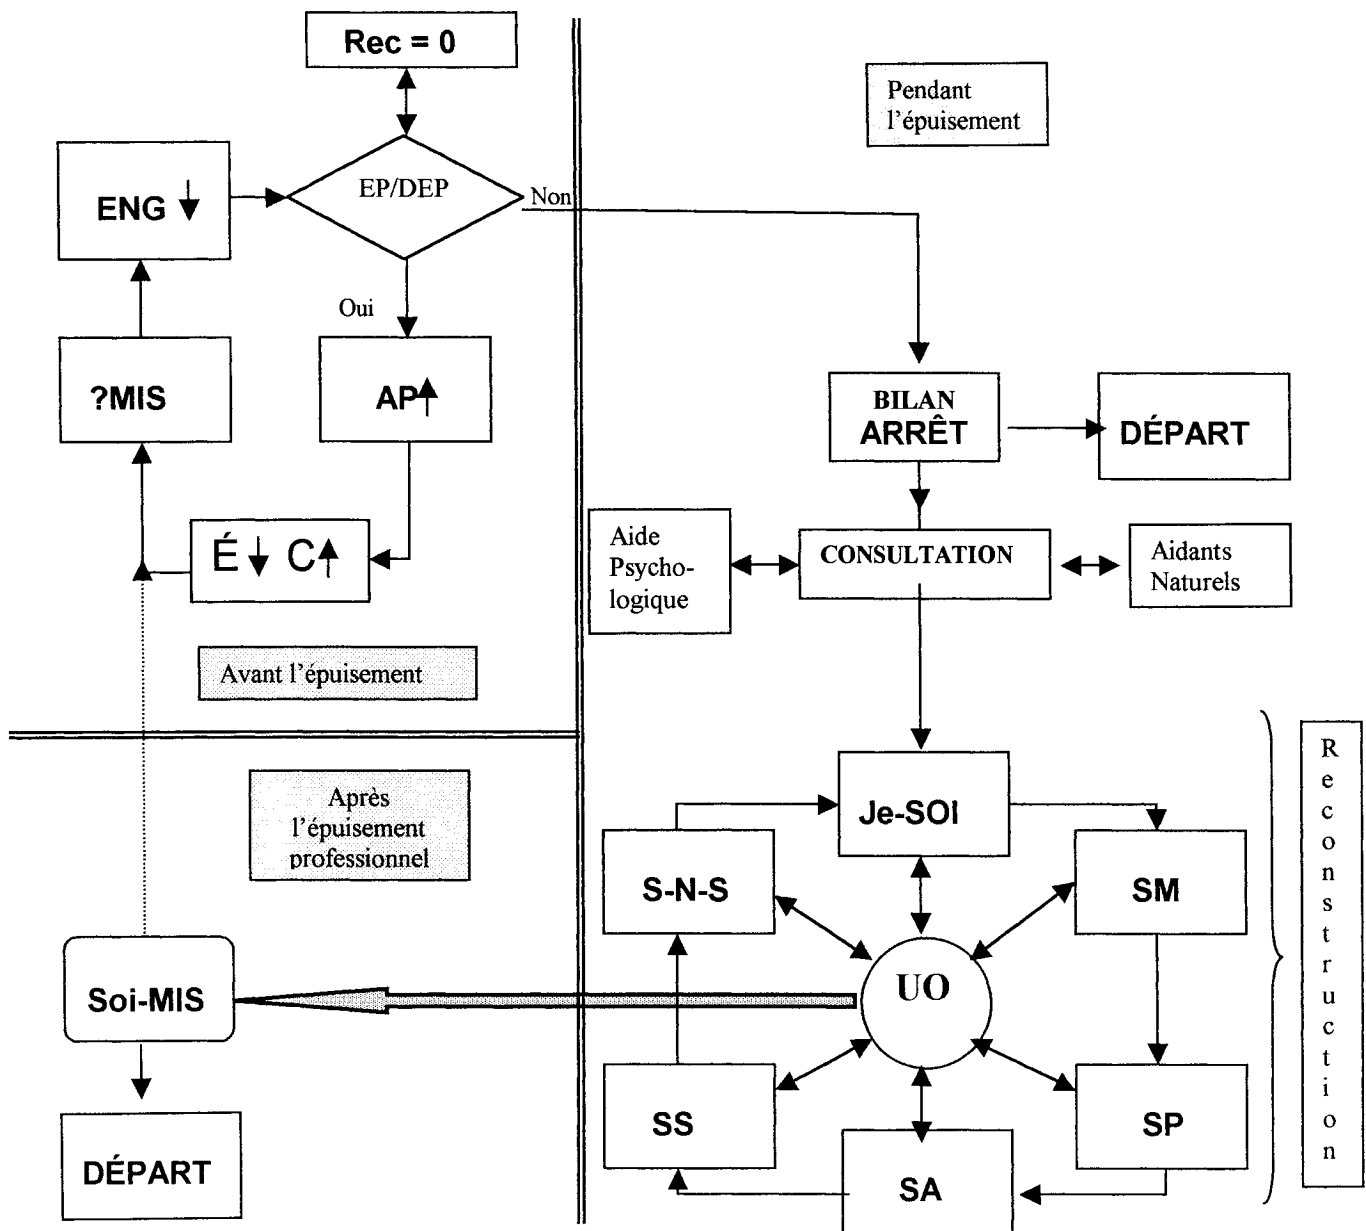 Rec = 0
Pendant
l'épuisement
EP/DEP
Non
ENG
Oui
?MIS
AP
BILAN
ARRÊT
DÉPART
É C
Aide
Psycho-
logique
CONSULTATION
Aidants
Naturels
Avant l'épuisement
Après
l'épuisement
professionnel
Je-SOI
S-N-S
SM
UO
Soi-MIS
SS
SP
SA
DÉPART
R
e
c
o
n
s
t
r
u
c
t
i
o
n